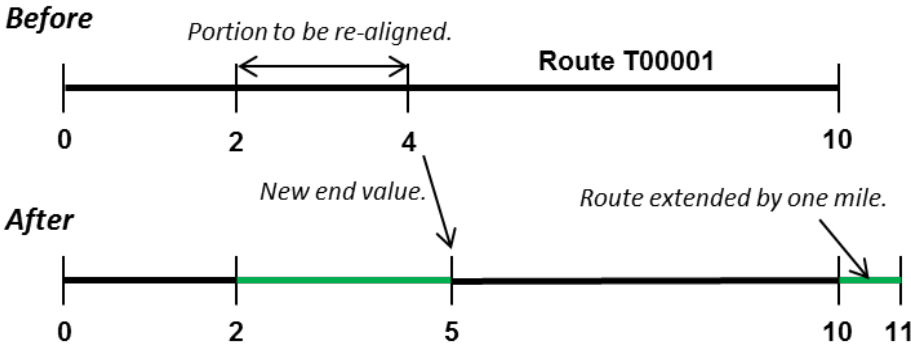 Before
Portion to be re-aligned.
Route T00001
0 2 4 10
New end value.
Route extended by one mile.
After
0 2 5 10 11